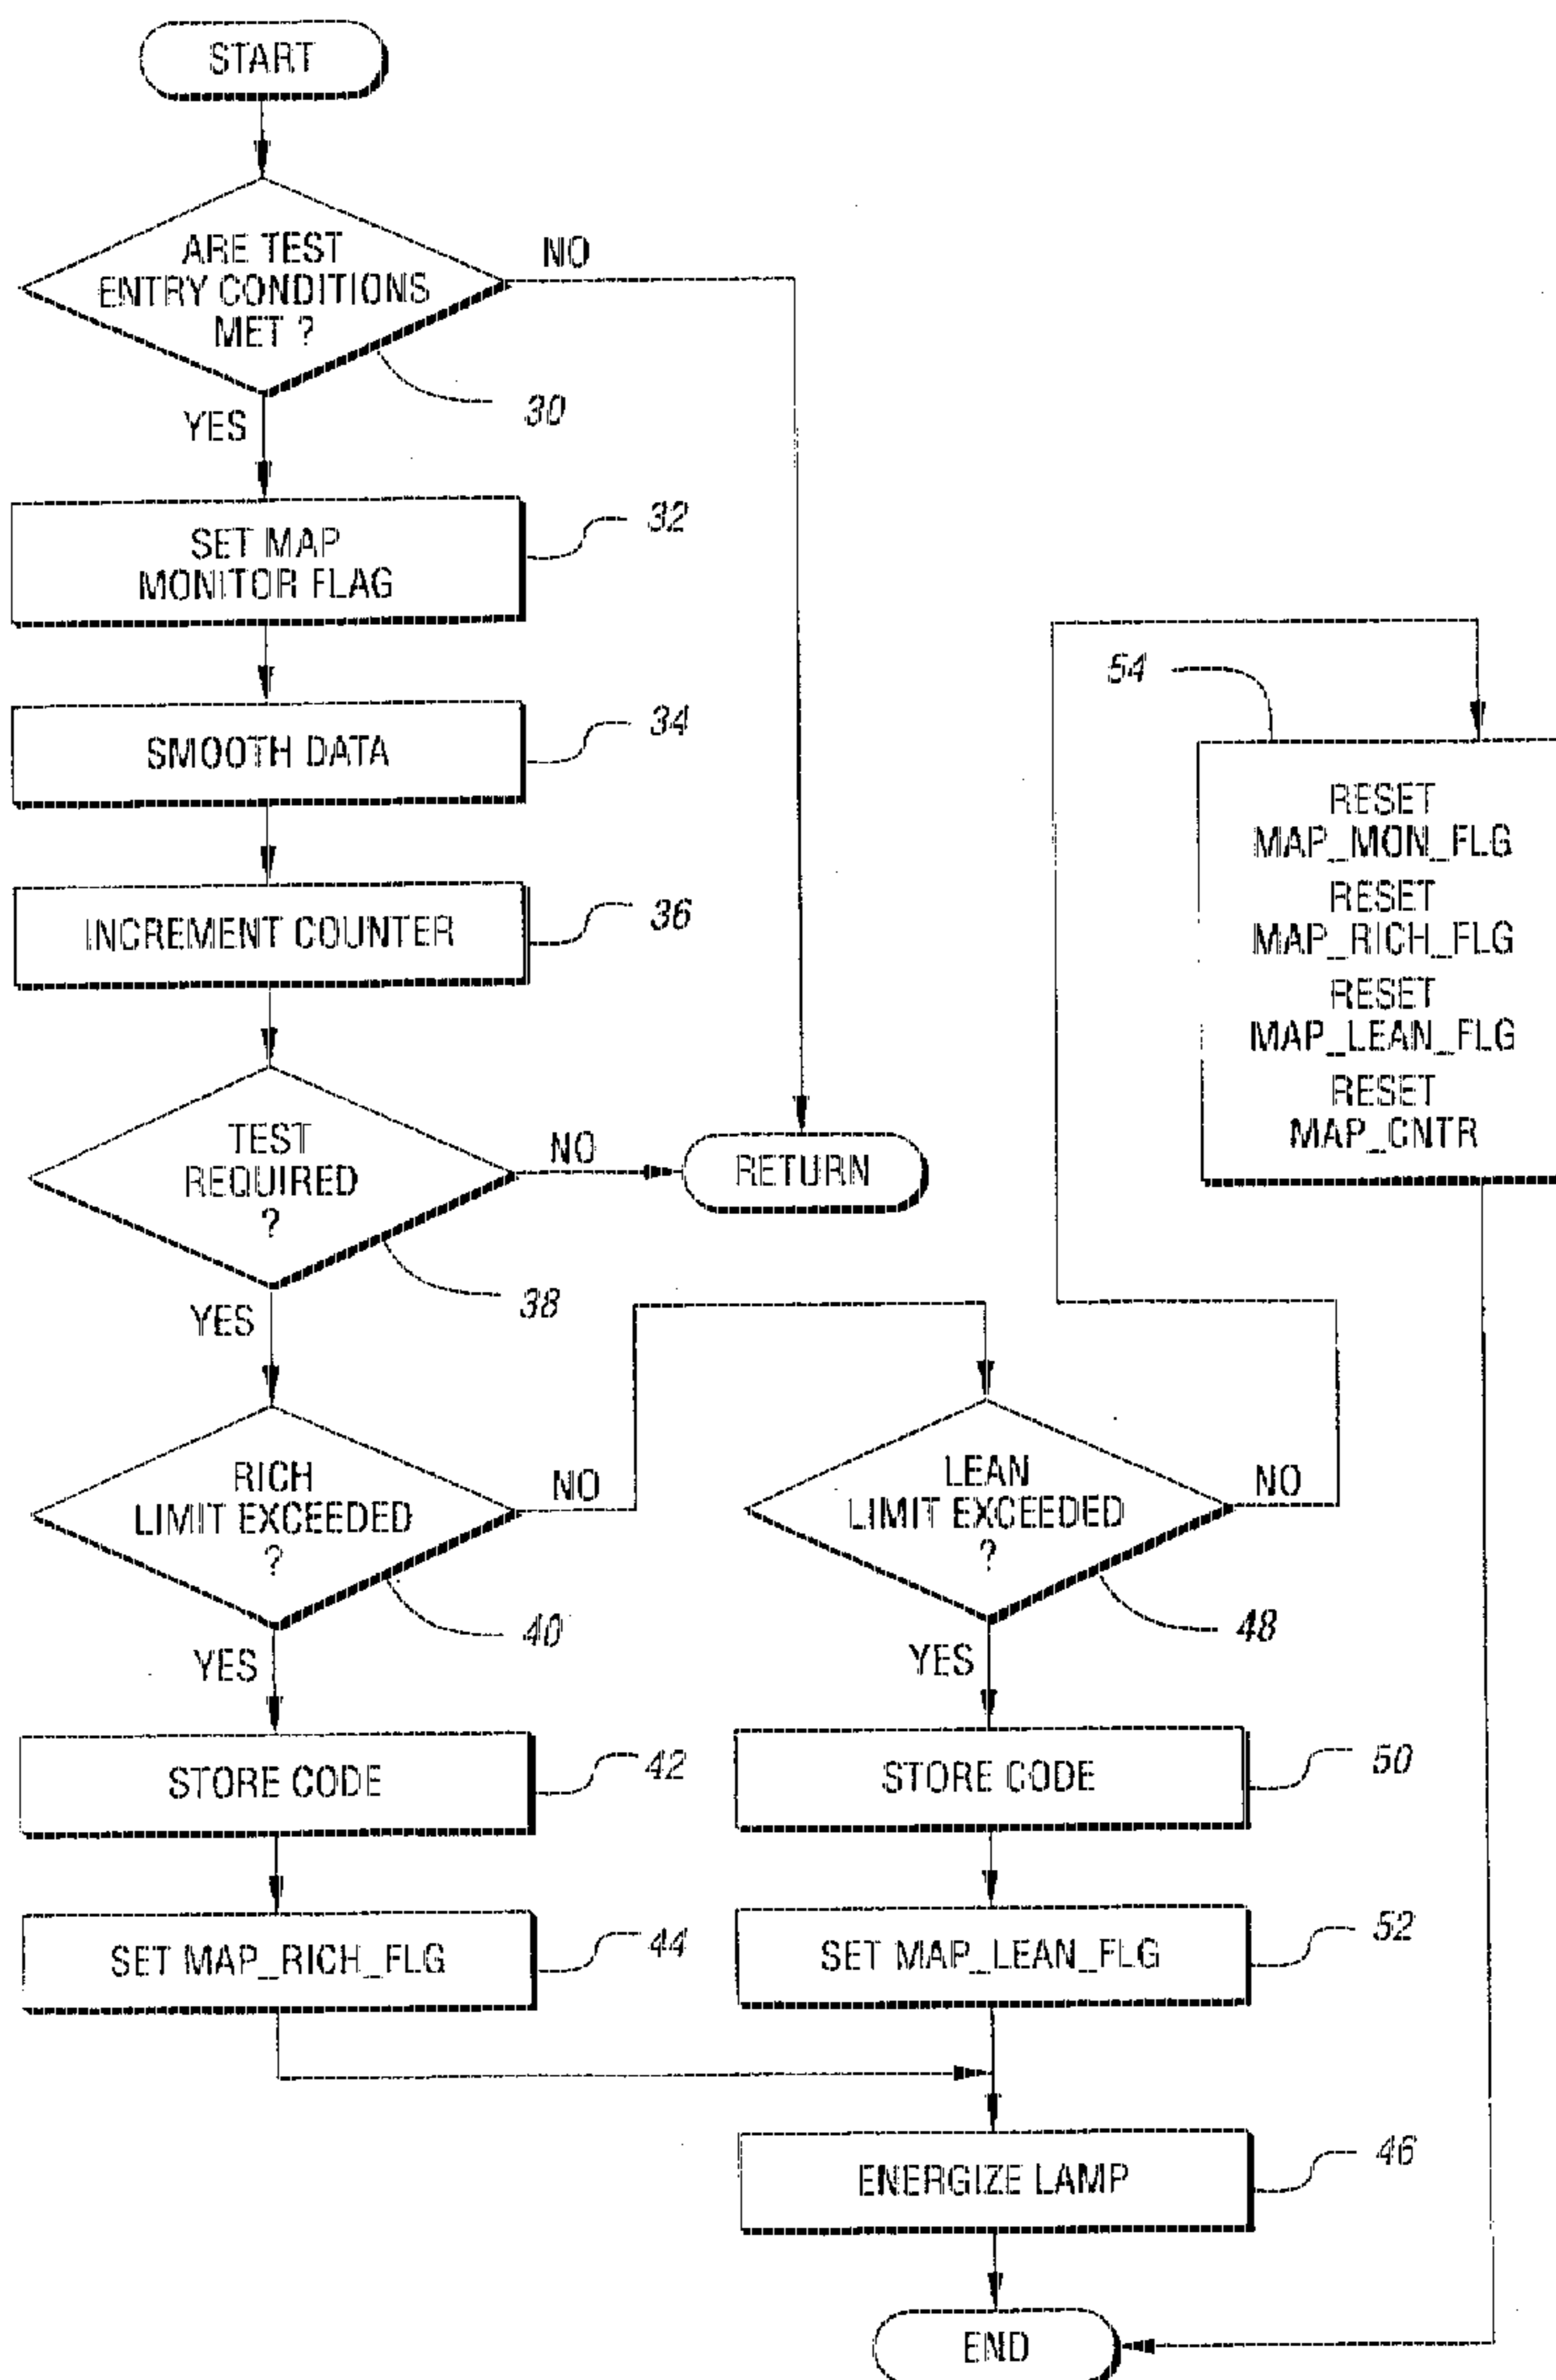 START
ARE TEST
ENTRY CONDITIONS
MET ?
NO
30
YES
SET MAP
MONITOR FLAG
32
SMOOTH DATA
34
INCREMENT COUNTER
36
TEST
REQUIRED
?
NO
RETURN
38
YES
RICH
LIMIT EXCEEDED
?
NO
40
YES
STORE CODE
42
SET MAP_RICH_FLG
44
LEAN
LIMIT EXCEEDED
?
NO
48
YES
STORE CODE
50
SET MAP_LEAN_FLG
52
ENERGIZE LAMP
46
END
54
RESET
MAP_MON_FLG
RESET
MAP_RICH_FLG
RESET
MAP_LEAN_FLG
RESET
MAP_CNTR